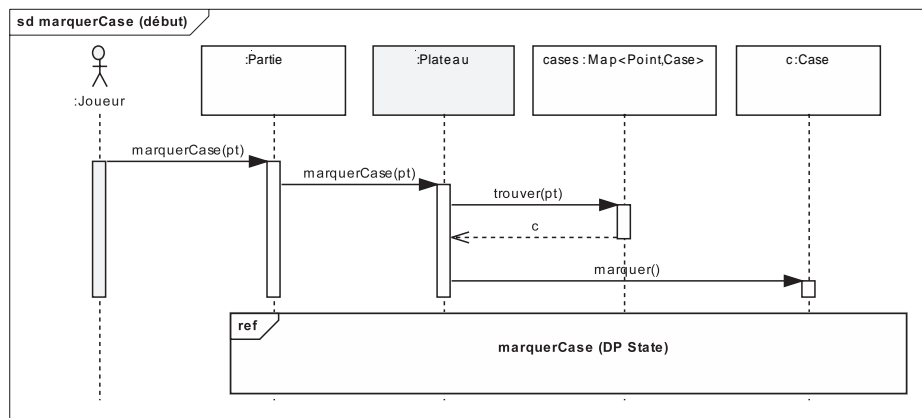 sd marquerCase (début)
:Joueur
:Partie
:Plateau
cases : Map<Point,Case>
c:Case
marquerCase(pt)
marquerCase(pt)
trouver(pt)
c
marquer()
ref
marquerCase (DP State)